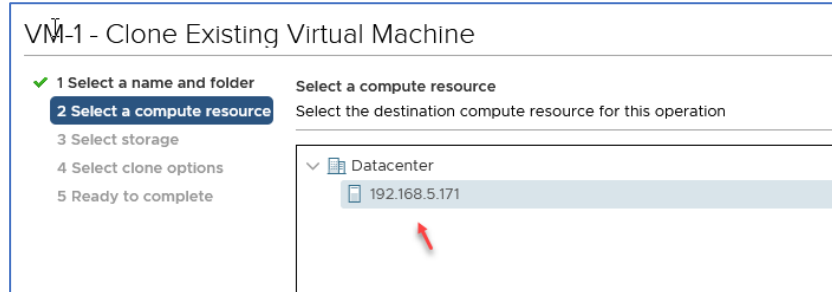 VM-1 - Clone Existing Virtual Machine
1 Select a name and folder
2 Select a compute resource
3 Select storage
4 Select clone options
5 Ready to complete
Select a compute resource
Select the destination compute resource for this operation
Datacenter
192.168.5.171